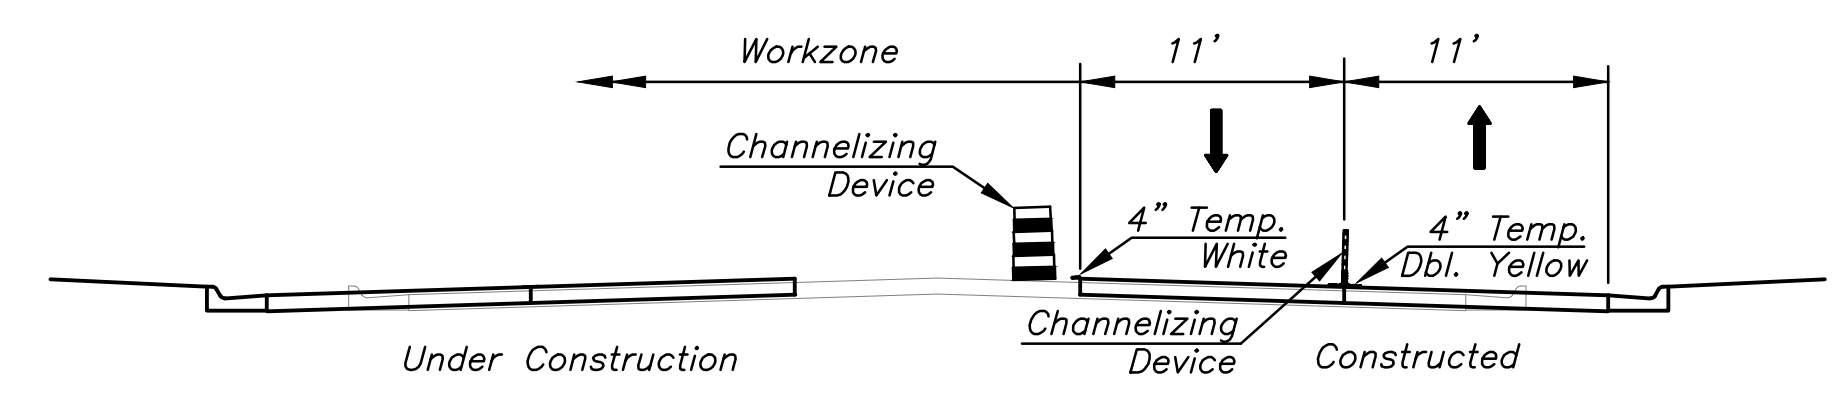 Workzone
11'
11'
Channelizing
Device
4" Temp.
White
4" Temp.
Dbl. Yellow
Channelizing
Device
Under Construction
Constructed